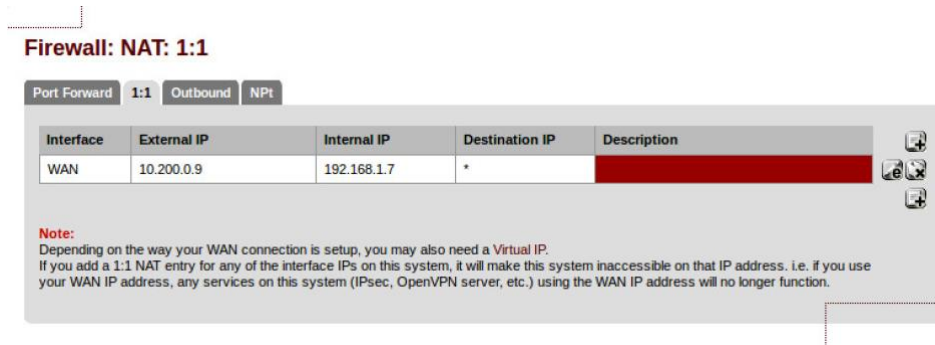 Firewall: NAT: 1:1
Port Forward 1:1 Outbound NPt
Interface External IP Internal IP Destination IP Description
WAN 10.200.0.9 192.168.1.7 *
Note:
Depending on the way your WAN connection is setup, you may also need a Virtual IP.
If you add a 1:1 NAT entry for any of the interface IPs on this system, it will make this system inaccessible on that IP address. i.e. if you use
your WAN IP address, any services on this system (IPsec, OpenVPN server, etc.) using the WAN IP address will no longer function.